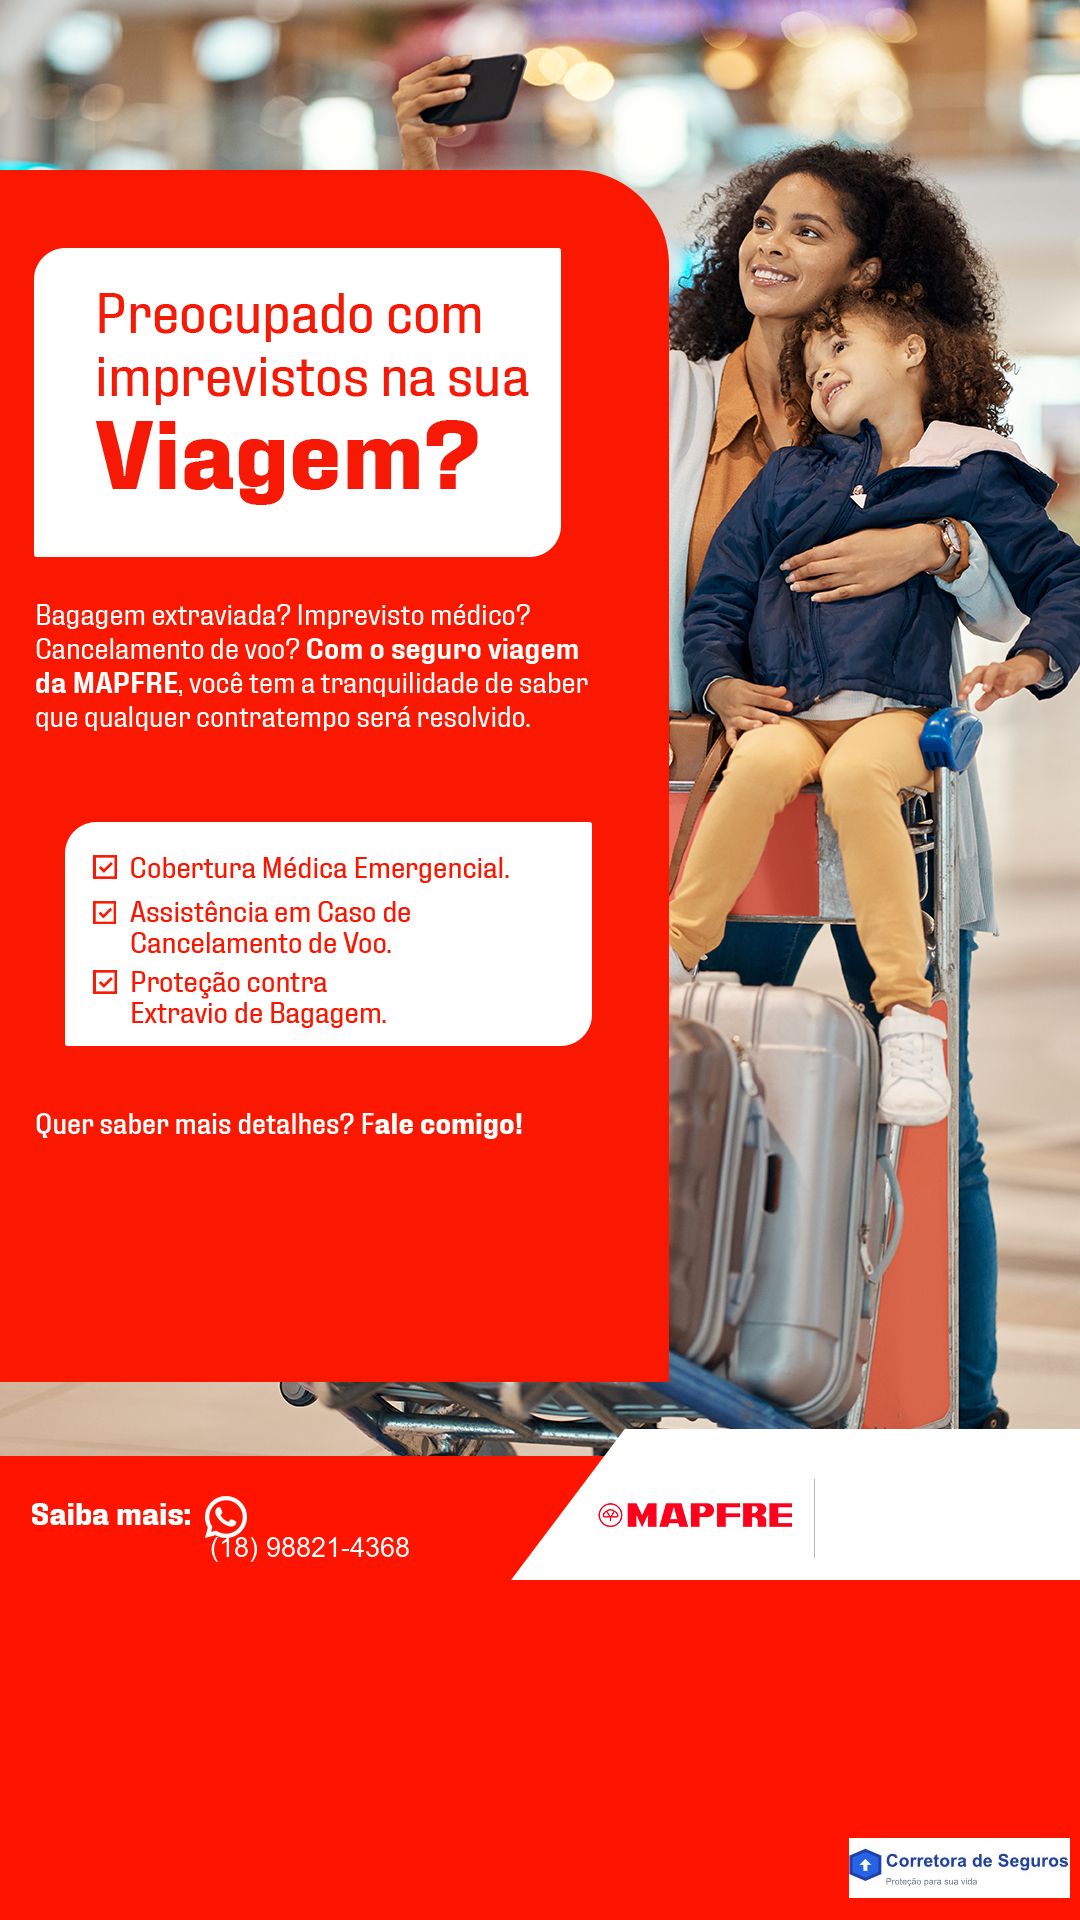 Preocupado com
imprevistos na sua
Viagem?
Bagagem extraviada? Imprevisto médico?
Cancelamento de voo? Com o seguro viagem
da MAPFRE, você tem a tranquilidade de saber
que qualquer contratempo será resolvido.
Cobertura Médica Emergencial.
Assistência em Caso de
Cancelamento de Voo.
Proteção contra
Extravio de Bagagem.
Quer saber mais detalhes? Fale comigo!
Saiba mais:
(18) 98821-4368
MAPFRE
Corretora de Seguros
Proteção para sua vida